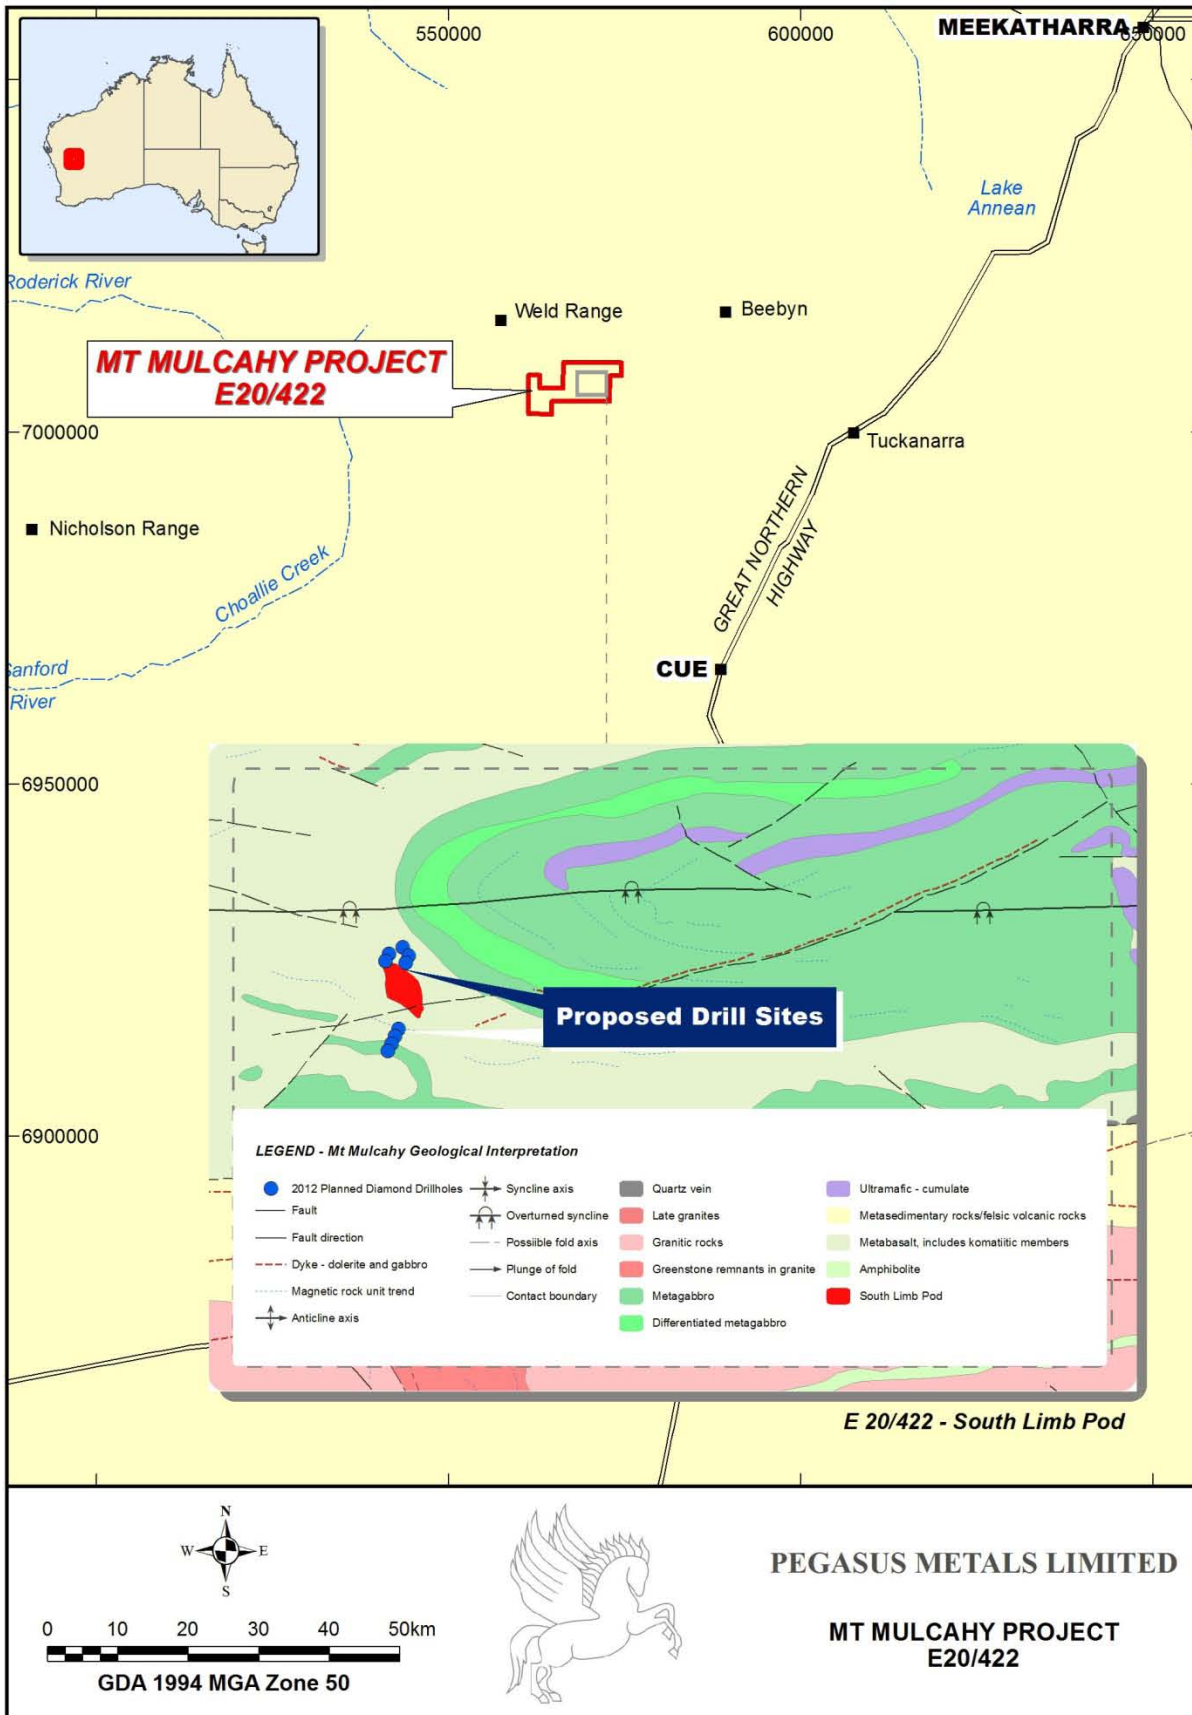 550000
600000
650000
MEEKATHARRA
Lake
Annean
Roderick River
Weld Range
Beebyn
MT MULCAHY PROJECT
E20/422
7000000
Tuckanarra
Nicholson Range
GREAT NORTHERN
HIGHWAY
Choallie Creek
Sanford
River
CUE
6950000
Proposed Drill Sites
6900000
LEGEND - Mt Mulcahy Geological Interpretation
2012 Planned Diamond Drillholes
Fault
Fault direction
Dyke - dolerite and gabbro
Magnetic rock unit trend
Anticline axis
Syncline axis
Overturned syncline
Possiible fold axis
Plunge of fold
Contact boundary
Quartz vein
Late granites
Granitic rocks
Greenstone remnants in granite
Metagabbro
Differentiated metagabbro
Ultramafic - cumulate
Metasedimentary rocks/felsic volcanic rocks
Metabasalt, includes komatiitic members
Amphibolite
South Limb Pod
E 20/422 - South Limb Pod
N
W E
S
0 10 20 30 40 50km
GDA 1994 MGA Zone 50
PEGASUS METALS LIMITED
MT MULCAHY PROJECT
E20/422